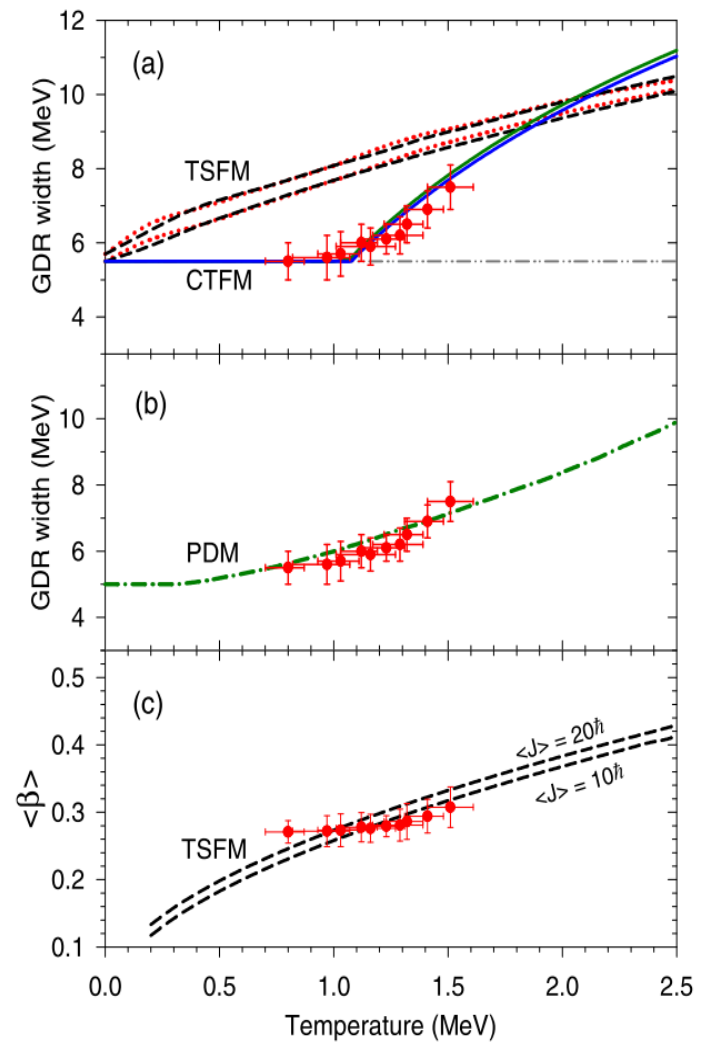 12
(a)
10
TSFM
8
6
CTFM
4
GDR width (MeV)
(b)
10
8
PDM
6
4
GDR width (MeV)
0.5
(c)
<J> = 20ħ
0.4
<J> = 10ħ
0.3
TSFM
0.2
0.1
<β>
0.0 0.5 1.0 1.5 2.0 2.5
Temperature (MeV)